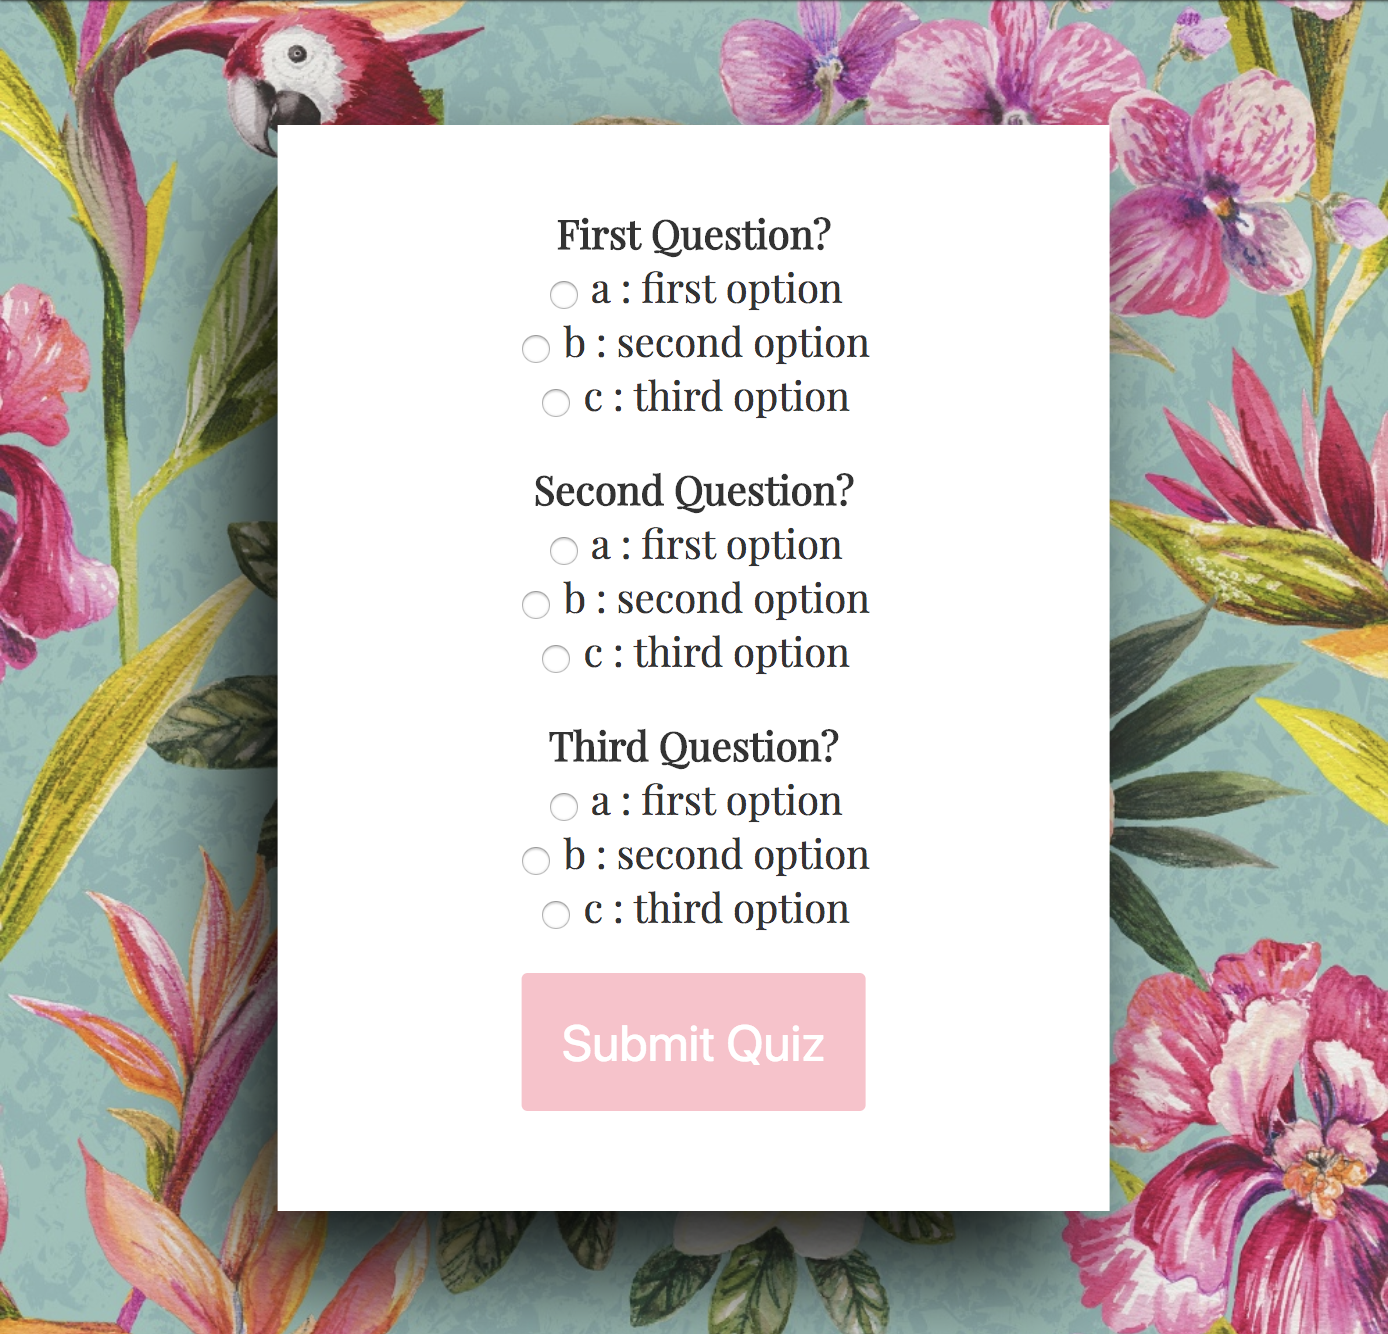 First Question?
a : first option
b : second option
c : third option
Second Question?
a : first option
b : second option
c : third option
Third Question?
a : first option
b : second option
c : third option
Submit Quiz